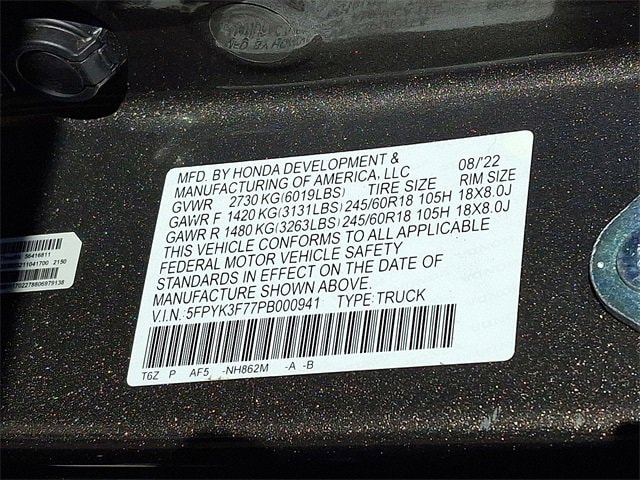 MFD. BY HONDA DEVELOPMENT & 08/'22
MANUFACTURING OF AMERICA, LLC
GVWR 2730 KG(6019LBS) TIRE SIZE RIM SIZE
GAWR F 1420 KG(3131LBS) 245/60R18 105H 18X8.0J
GAWR R 1480 KG(3263LBS) 245/60R18 105H 18X8.0J
THIS VEHICLE CONFORMS TO ALL APPLICABLE
FEDERAL MOTOR VEHICLE SAFETY
STANDARDS IN EFFECT ON THE DATE OF
MANUFACTURE SHOWN ABOVE.
V.I.N.: 5FPYK3F77PB000941 TYPE: TRUCK
T6Z P AF5 -NH862M -A -B
56416811
2150